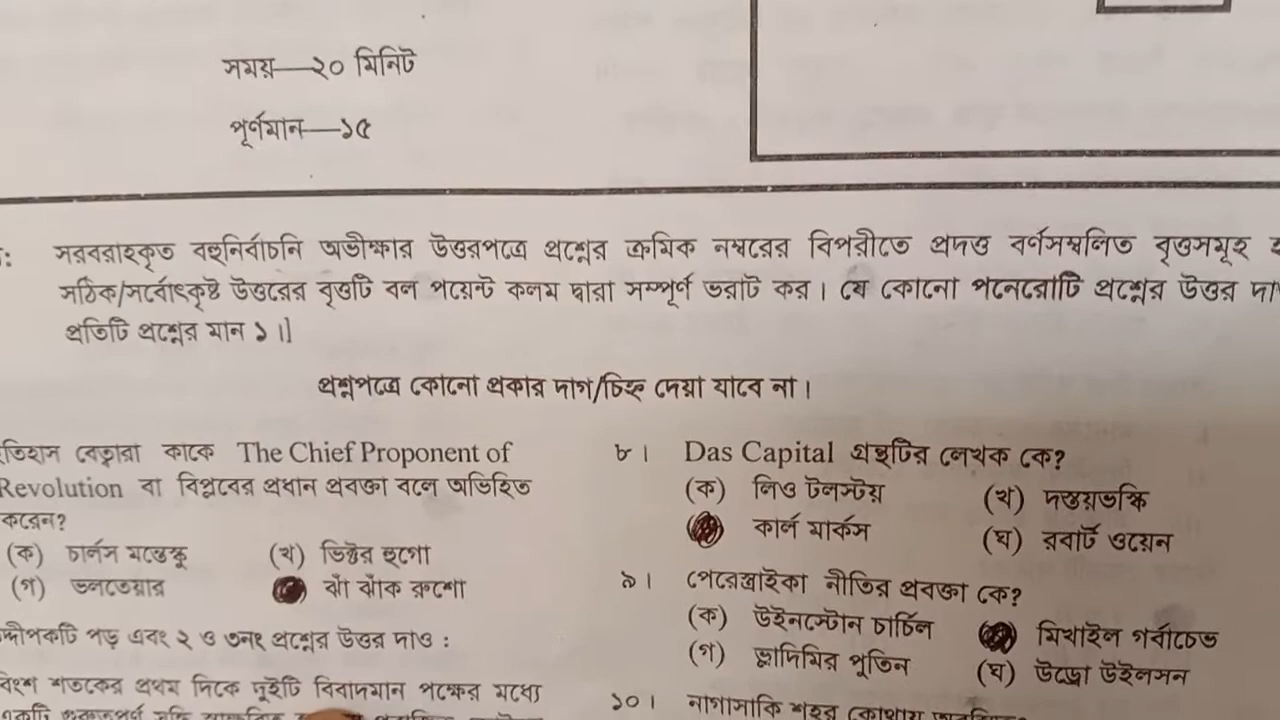 সময়—২০ মিনিট
পূর্ণমান—১৫
সরবরাহকৃত বহুনির্বাচনি অভীক্ষার উত্তরপত্রে প্রশ্নের ক্রমিক নম্বরের বিপরীতে প্রদত্ত বর্ণসম্বলিত বৃত্তসমূহ
সঠিক/সর্বোৎকৃষ্ট উত্তরের বৃত্তটি বল পয়েন্ট কলম দ্বারা সম্পূর্ণ ভরাট কর। যে কোনো পনেরোটি প্রশ্নের উত্তর
প্রতিটি প্রশ্নের মান ১।]
প্রশ্নপত্রে কোনো প্রকার দাগ/চিহ্ন দেয়া যাবে না।
বেত্তারা কাকে The Chief Proponent of
Revolution বা বিপ্লবের প্রধান প্রবক্তা বলে অভিহিত
করেন?
(ক) চার্লস মন্তেস্কু (খ) ভিক্টর হুগো
(গ) ভলতেয়ার ঝাঁ ঝাঁক রুশো
পড় এবং ২ ও ৩নং প্রশ্নের উত্তর দাও :
শতকের প্রথম দিকে দুইটি বিবাদমান পক্ষের মধ্যে
৮। Das Capital গ্রন্থটির লেখক কে?
(ক) লিও টলস্টয় (খ) দস্তয়ভস্কি
কার্ল মার্কস (ঘ) রবার্ট ওয়েন
৯। পেরেস্ত্রাইকা নীতির প্রবক্তা কে?
(ক) উইনস্টোন চার্চিল মিখাইল গর্বাচেভ
(গ) ভ্লাদিমির পুতিন (ঘ) উড্রো উইলসন
১০। নাগাসাকি শহর কোথায়